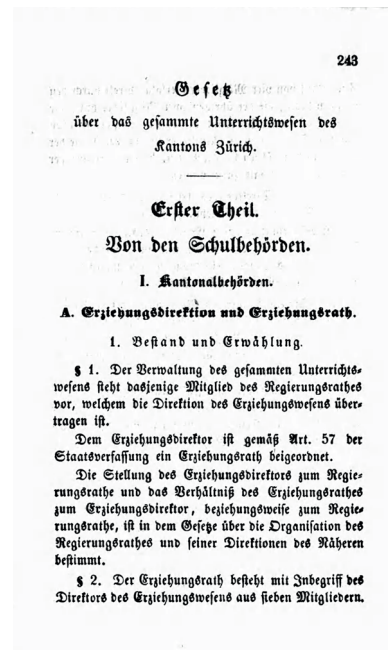 243
Gesetz
über das gesammte Unterrichtswesen des
Kantons Zürich.
Erster Theil.
Von den Schulbehörden.
I. Kantonalbehörden.
A. Erziehungsdirektion und Erziehungsrath.
1. Bestand und Erwählung.
§ 1. Der Verwaltung des gesammten Unterrichts-
wesens steht dasjenige Mitglied des Regierungsrathes
vor, welchem die Direktion des Erziehungswesens über-
tragen ist.
Dem Erziehungsdirektor ist gemäß Art. 57 der
Staatsverfassung ein Erziehungsrath beigeordnet.
Die Stellung des Erziehungsdirektors zum Regie-
rungsrathe und das Verhältniß des Erziehungsrathes
zum Erziehungsdirektor, beziehungsweise zum Regie-
rungsrathe, ist in dem Gesetze über die Organisation des
Regierungsrathes und seiner Direktionen des Näheren
bestimmt.
§ 2. Der Erziehungsrath besteht mit Inbegriff des
Direktors des Erziehungswesens aus sieben Mitgliedern.